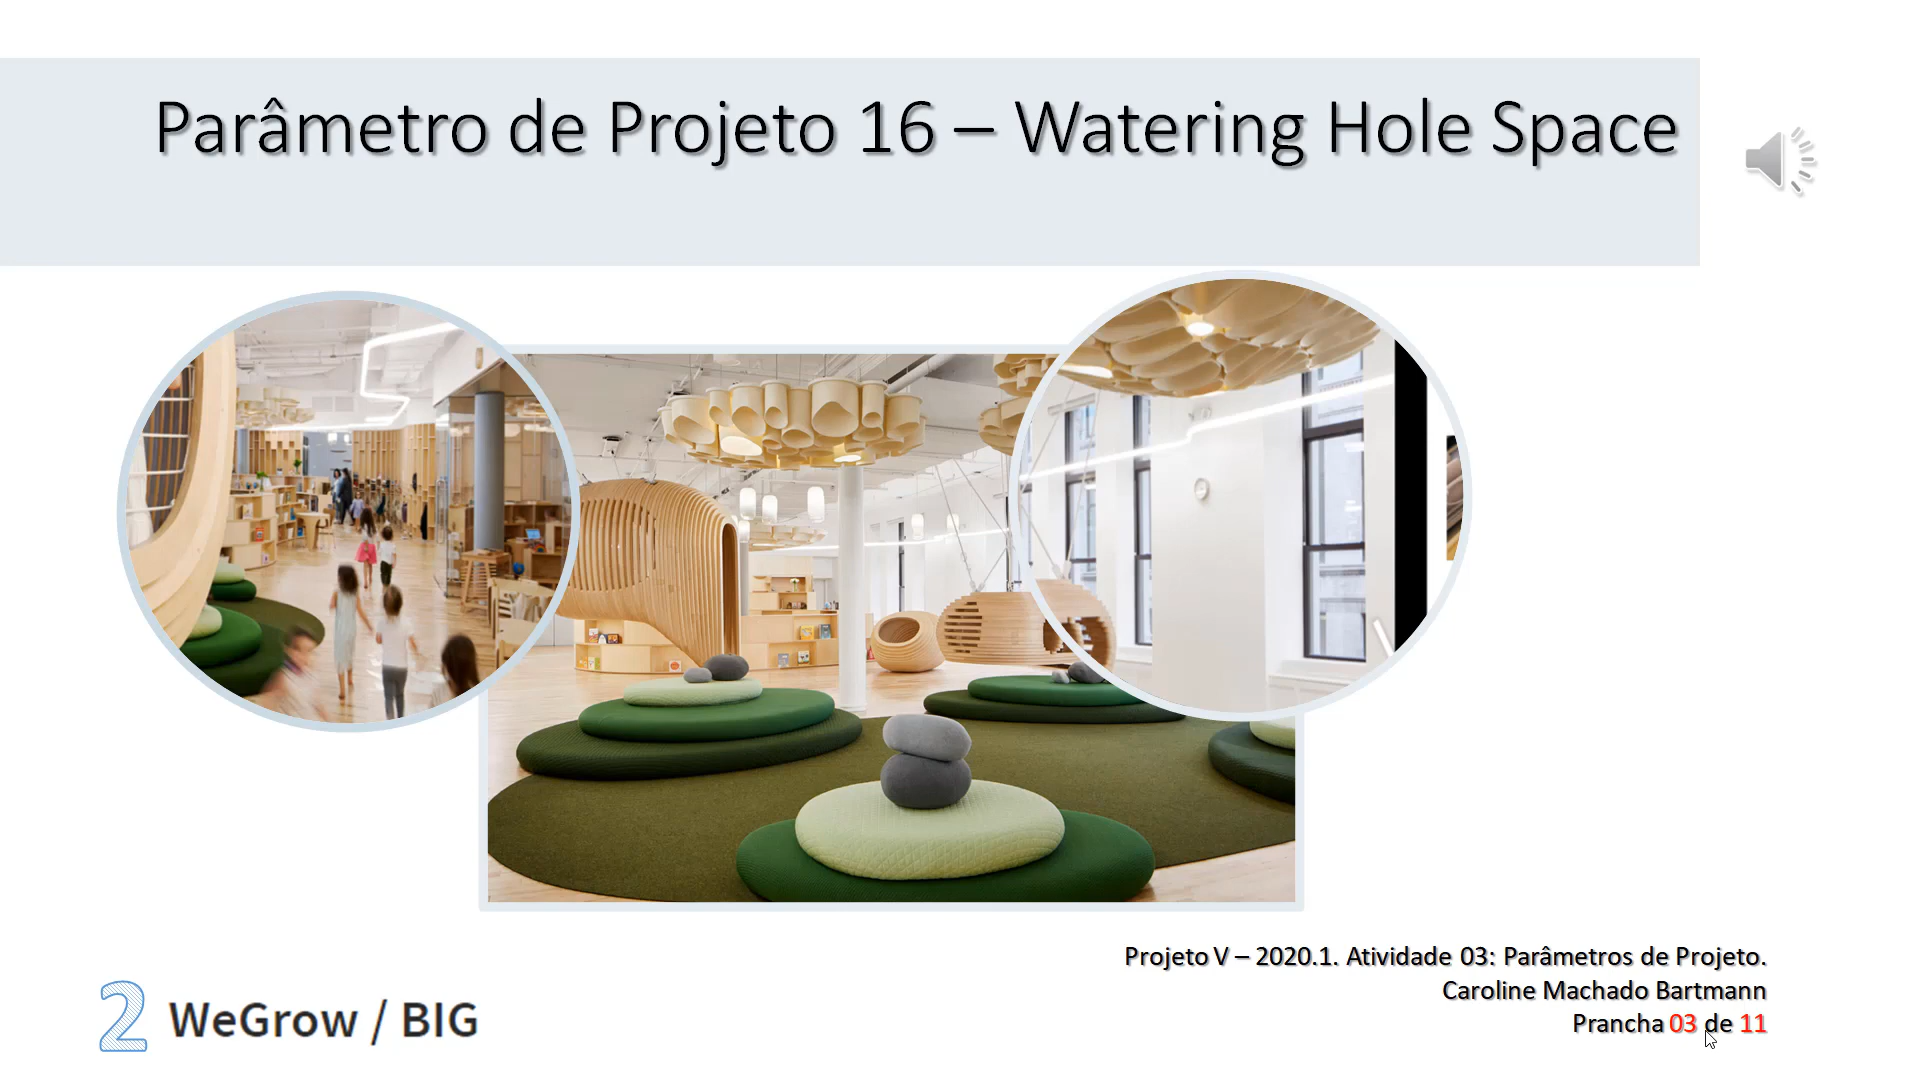 Parâmetro de Projeto 16 – Watering Hole Space
Projeto V – 2020.1. Atividade 03: Parâmetros de Projeto.
Caroline Machado Bartmann
Prancha 03 de 11
2 WeGrow / BIG